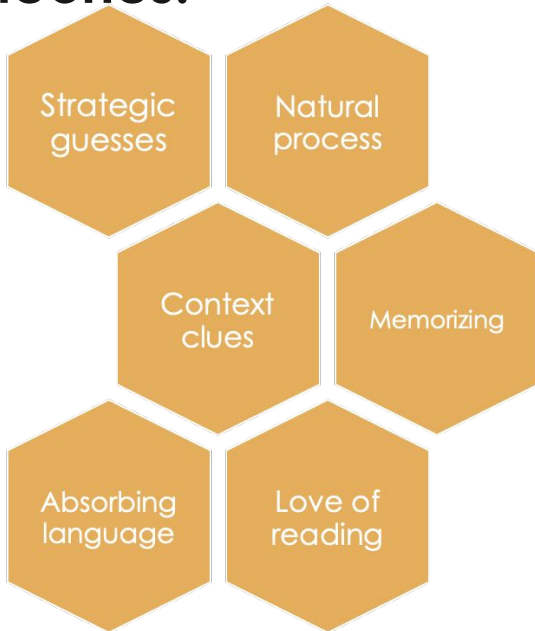 Strategic
guesses
Natural
process
Context
clues
Memorizing
Absorbing
language
Love of
reading